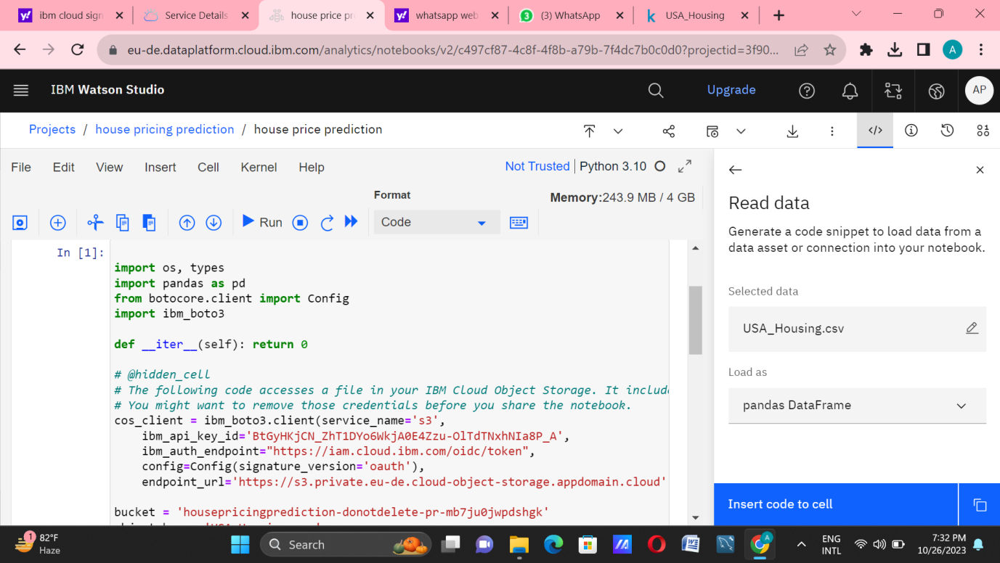 ibm cloud sign
Service Details
house price pr
whatsapp web
(3) WhatsApp
USA_Housing
eu-de.dataplatform.cloud.ibm.com/analytics/notebooks/v2/c497cf87-4c8f-4f8b-a79b-7f4dc7b0c0d0?projectid=3f90...
A
IBM Watson Studio
Upgrade
AP
Projects / house pricing prediction / house price prediction
File Edit View Insert Cell Kernel Help
Not Trusted Python 3.10
Format
Memory:243.9 MB / 4 GB
Run
Code
In [1]:
import os, types
import pandas as pd
from botocore.client import Config
import ibm_boto3
def __iter__(self): return 0
# @hidden_cell
# The following code accesses a file in your IBM Cloud Object Storage. It includ
# You might want to remove those credentials before you share the notebook.
cos_client = ibm_boto3.client(service_name='s3',
ibm_api_key_id='BtGyHKjCN_ZhT1DYo6WkjA0E4Zzu-OlTdTNxhNIa8P_A',
ibm_auth_endpoint="https://iam.cloud.ibm.com/oidc/token",
config=Config(signature_version='oauth'),
endpoint_url='https://s3.private.eu-de.cloud-object-storage.appdomain.cloud'
bucket = 'housepricingprediction-donotdelete-pr-mb7ju0jwpdshgk'
Read data
Generate a code snippet to load data from a
data asset or connection into your notebook.
Selected data
USA_Housing.csv
Load as
pandas DataFrame
Insert code to cell
1
82°F
Haze
Search
A
ENG
INTL
7:32 PM
10/26/2023